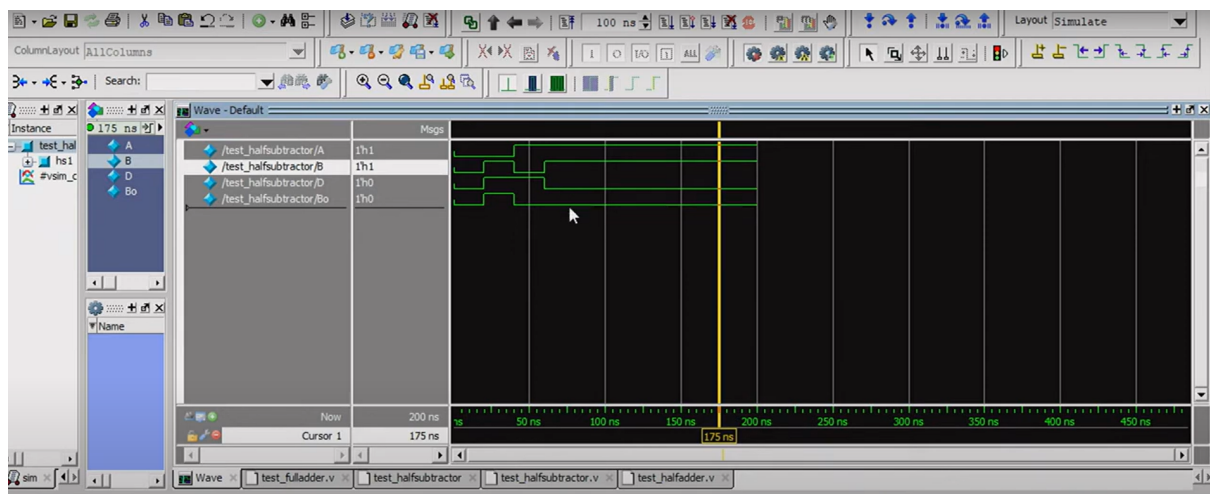 100 ns
Layout Simulate
ColumnLayout AllColumns
Search:
Wave - Default
Instance
175 ns
Msgs
test_hal
A
/test_halfsubtractor/A 1'h1
hs1
B
/test_halfsubtractor/B 1'h1
#vsim_c
D
/test_halfsubtractor/D 1'h0
Bo
/test_halfsubtractor/Bo 1'h0
Name
Now 200 ns
ns 50 ns 100 ns 150 ns 200 ns 250 ns 300 ns 350 ns 400 ns 450 ns
Cursor 1 175 ns
175 ns
sim
Wave
test_fulladder.v
test_halfsubtractor
test_halfsubtractor.v
test_halfadder.v